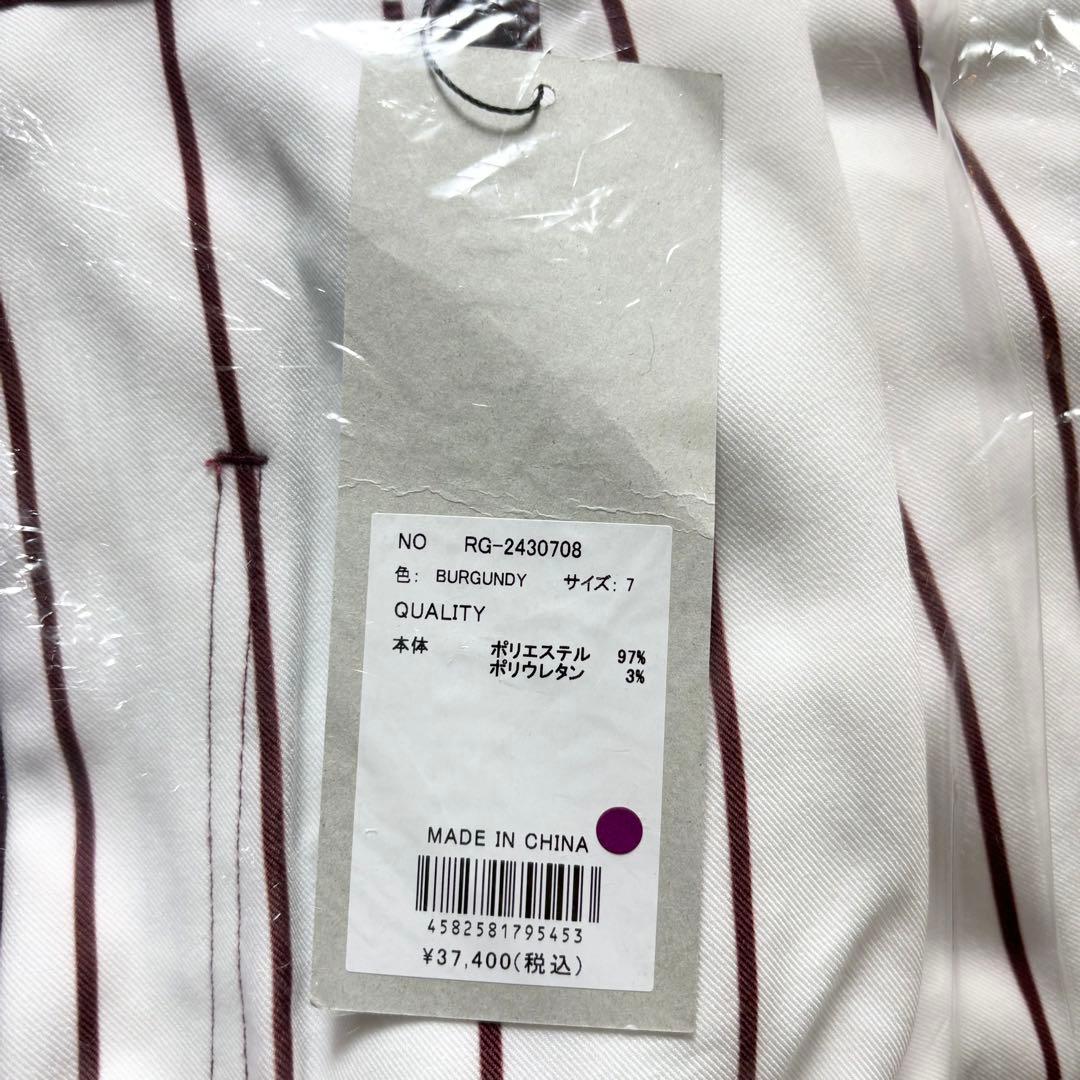 NO RG-2430708
色: BURGUNDY サイズ: 7
QUALITY
本体 ポリエステル 97%
ポリウレタン 3%
MADE IN CHINA
4582581795453
¥37,400(税込)